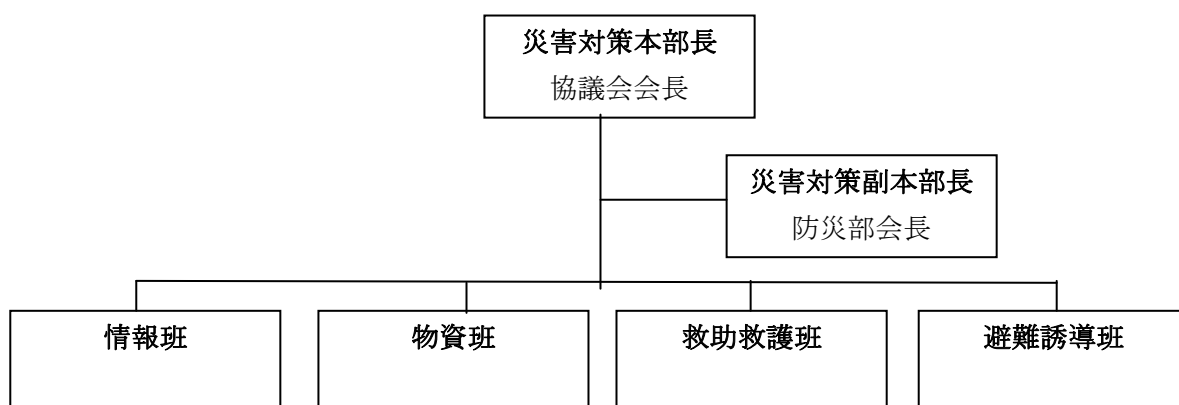 災害対策本部長
協議会会長
災害対策副本部長
防災部会長
情報班
物資班
救助救護班
避難誘導班